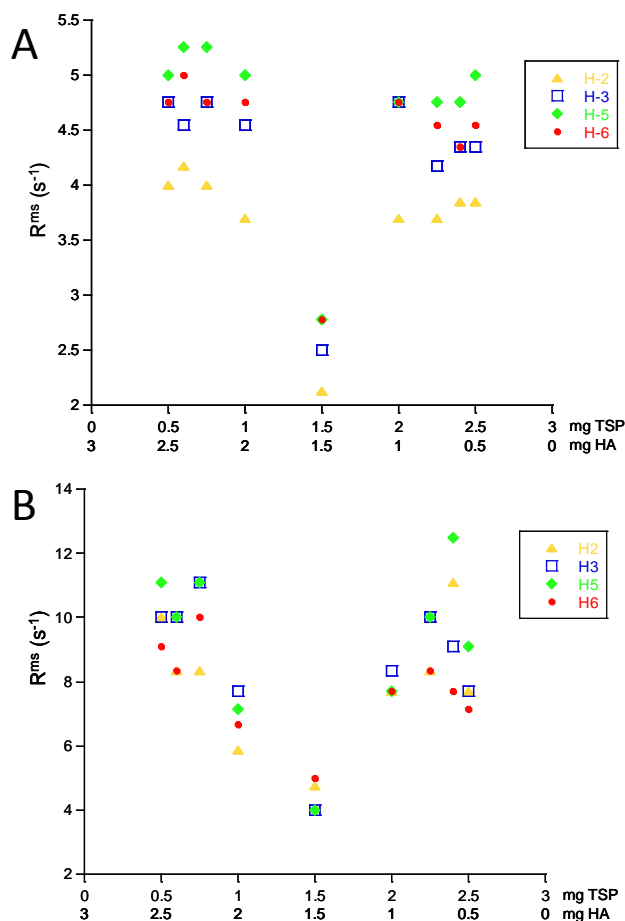 A
5.5
5
4.5
4
3.5
3
2.5
2
R^ms (s^-1)
H-2
H-3
H-5
H-6
0 0.5 1 1.5 2 2.5 3 mg TSP
3 2.5 2 1.5 1 0.5 0 mg HA
B
14
12
10
8
6
4
2
R^ms (s^-1)
H2
H3
H5
H6
0 0.5 1 1.5 2 2.5 3 mg TSP
3 2.5 2 1.5 1 0.5 0 mg HA